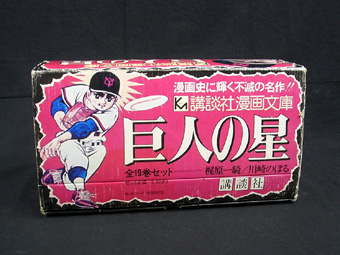 漫画史に輝く不滅の名作!!
KM 講談社漫画文庫
巨人の星
全19巻セット 梶原一騎/川崎のぼる
講談社